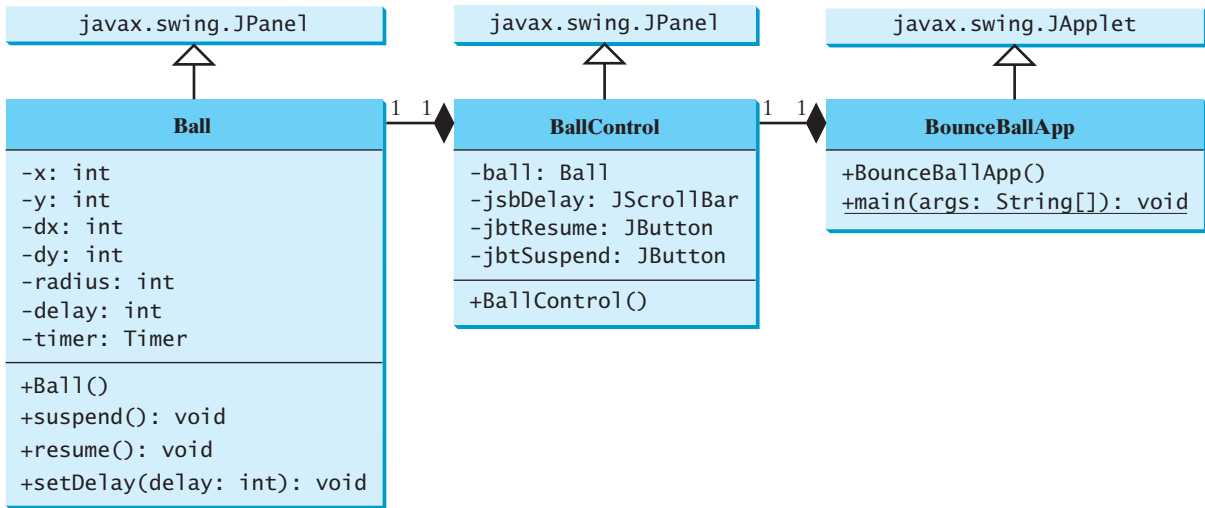 javax.swing.JPanel
javax.swing.JPanel
javax.swing.JApplet
Ball
1 1
BallControl
1 1
BounceBallApp
-x: int
-y: int
-dx: int
-dy: int
-radius: int
-delay: int
-timer: Timer
+Ball()
+suspend(): void
+resume(): void
+setDelay(delay: int): void
-ball: Ball
-jsbDelay: JScrollBar
-jbtResume: JButton
-jbtSuspend: JButton
+BallControl()
+BounceBallApp()
+main(args: String[]): void